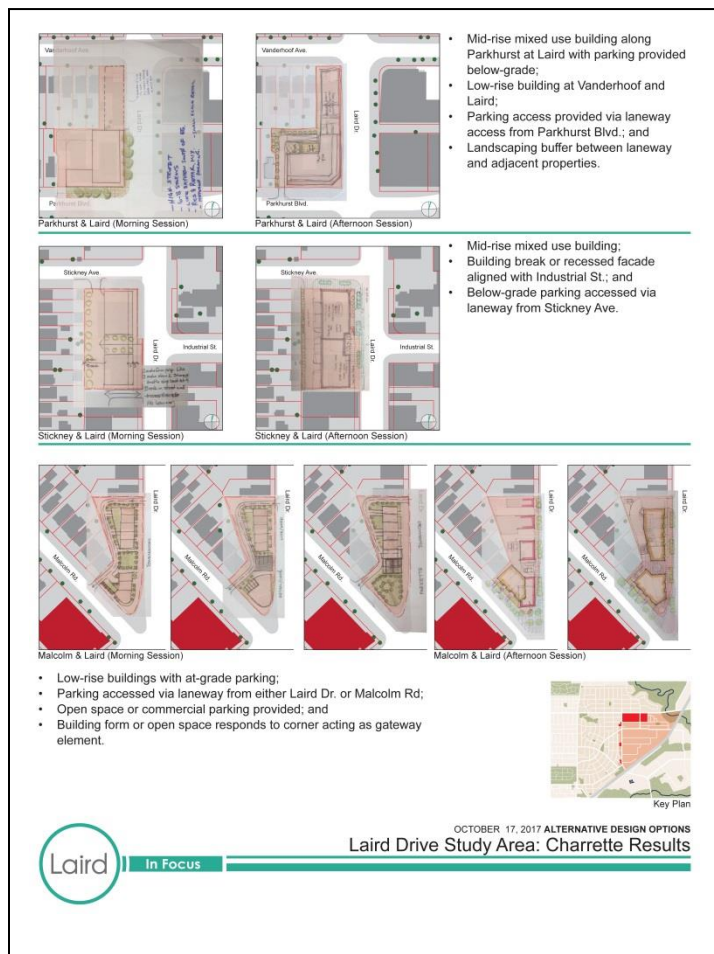 Vanderhoof Ave.
Laird Dr.
Parkhurst Blvd.
Parkhurst & Laird (Morning Session)
Vanderhoof Ave.
Laird Dr.
Parkhurst Blvd.
Parkhurst & Laird (Afternoon Session)
• Mid-rise mixed use building along
Parkhurst at Laird with parking provided
below-grade;
• Low-rise building at Vanderhoof and
Laird;
• Parking access provided via laneway
access from Parkhurst Blvd.; and
• Landscaping buffer between laneway
and adjacent properties.
Stickney Ave.
Laird Dr.
Industrial St.
Stickney & Laird (Morning Session)
Stickney Ave.
Laird Dr.
Industrial St.
Stickney & Laird (Afternoon Session)
• Mid-rise mixed use building;
• Building break or recessed facade
aligned with Industrial St.; and
• Below-grade parking accessed via
laneway from Stickney Ave.
Laird Dr.
Malcolm Rd.
Laird Dr.
Malcolm Rd.
Laird Dr.
Malcolm Rd.
Malcolm & Laird (Morning Session)
Laird Dr.
Malcolm Rd.
Laird Dr.
Malcolm Rd.
Malcolm & Laird (Afternoon Session)
• Low-rise buildings with at-grade parking;
• Parking accessed via laneway from either Laird Dr. or Malcolm Rd;
• Open space or commercial parking provided; and
• Building form or open space responds to corner acting as gateway
element.
Key Plan
OCTOBER 17, 2017 ALTERNATIVE DESIGN OPTIONS
Laird Drive Study Area: Charrette Results
Laird
In Focus